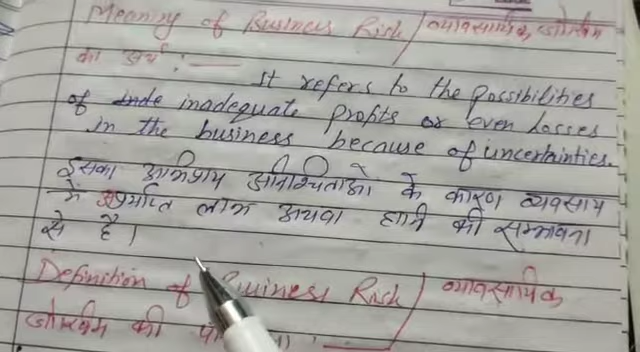 Meaning of Business Risk / व्यावसायिक जोखिम
का अर्थ : —
It refers to the possibilities
of inadequate profits or even losses
in the business because of uncertainties.
इसका अभिप्राय अनिश्चितताओ के कारण व्यवसाय
में अपर्याप्त लाभ अथवा हानि की सम्भावना
से है।
Definition of Business Risk / व्यावसायिक
जोखिम की : —